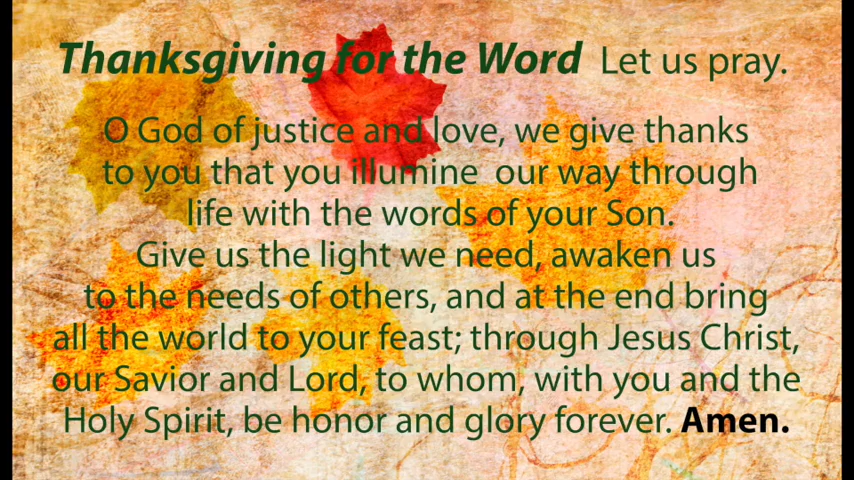 Thanksgiving for the Word Let us pray.
O God of justice and love, we give thanks
to you that you illumine our way through
life with the words of your Son.
Give us the light we need, awaken us
to the needs of others, and at the end bring
all the world to your feast; through Jesus Christ,
our Savior and Lord, to whom, with you and the
Holy Spirit, be honor and glory forever. Amen.